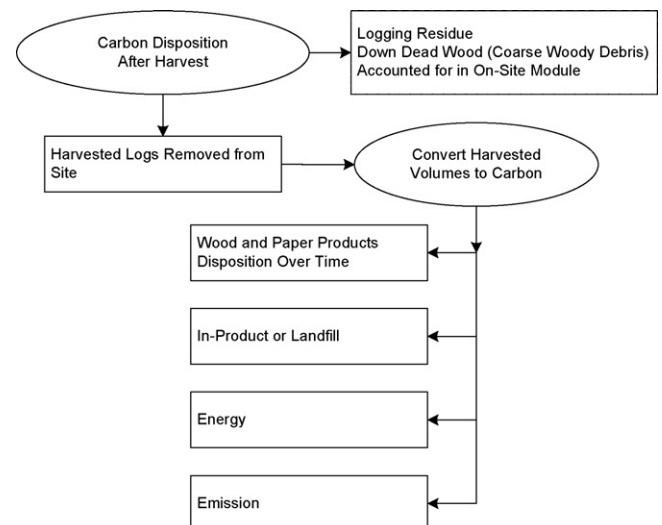 Carbon Disposition
After Harvest
Logging Residue
Down Dead Wood (Coarse Woody Debris)
Accounted for in On-Site Module
Harvested Logs Removed from
Site
Convert Harvested
Volumes to Carbon
Wood and Paper Products
Disposition Over Time
In-Product or Landfill
Energy
Emission